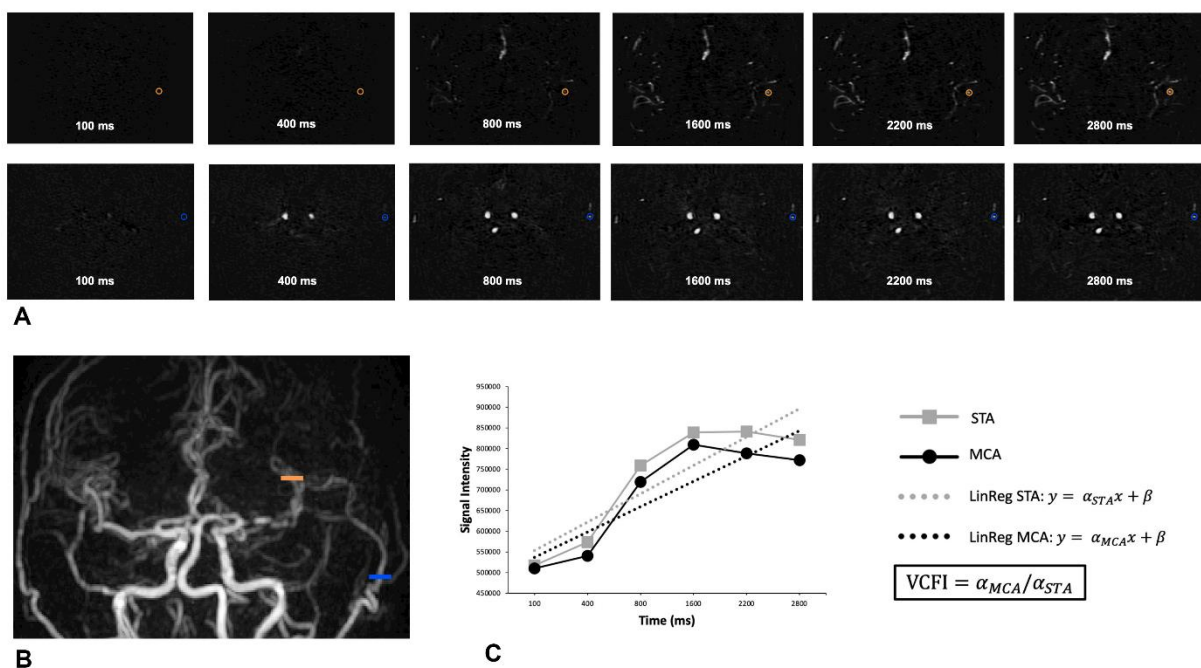 100 ms 400 ms 800 ms 1600 ms 2200 ms 2800 ms
100 ms 400 ms 800 ms 1600 ms 2200 ms 2800 ms
A
B
950000
900000
850000
800000
750000
700000
650000
600000
550000
500000
450000
Signal Intensity
100 400 800 1600 2200 2800
Time (ms)
C
STA
MCA
LinReg STA: y = α_STA x + β
LinReg MCA: y = α_MCA x + β
VCFI = α_MCA/α_STA